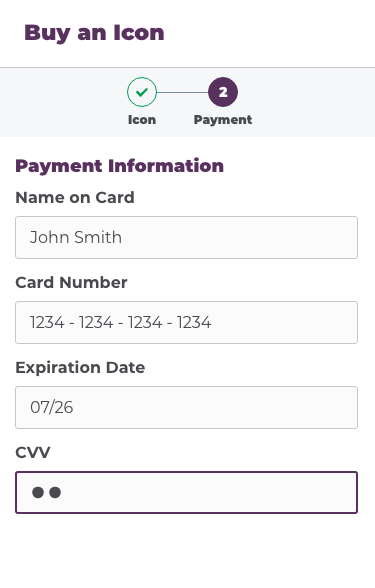 Buy an Icon
2
Icon
Payment
Payment Information
Name on Card
John Smith
Card Number
1234 - 1234 - 1234 - 1234
Expiration Date
07/26
CVV
●●